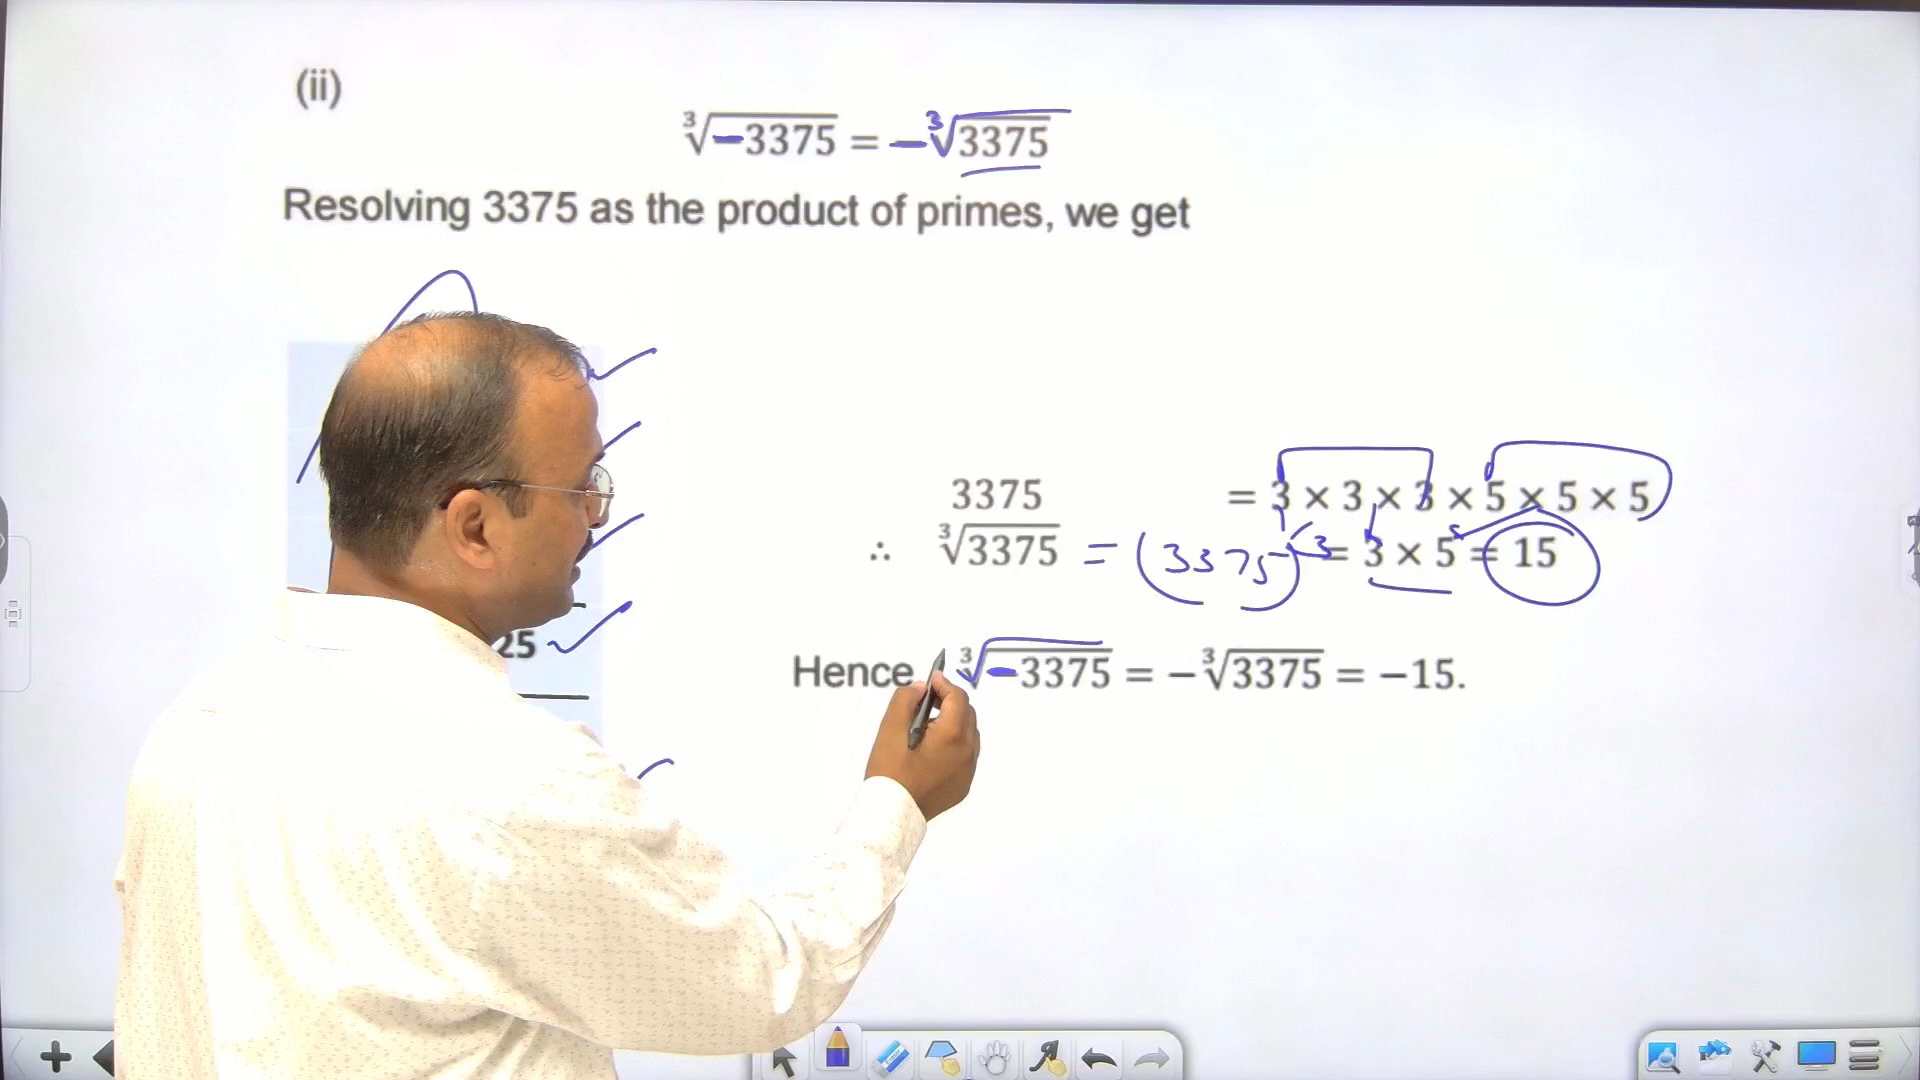 (ii)
∛−3375 = −∛3375
Resolving 3375 as the product of primes, we get
3375 = 3 × 3 × 3 × 5 × 5 × 5
∴ ∛3375 = (3375)^1/3 = 3 × 5 = 15
25
Hence ∛−3375 = −∛3375 = −15.